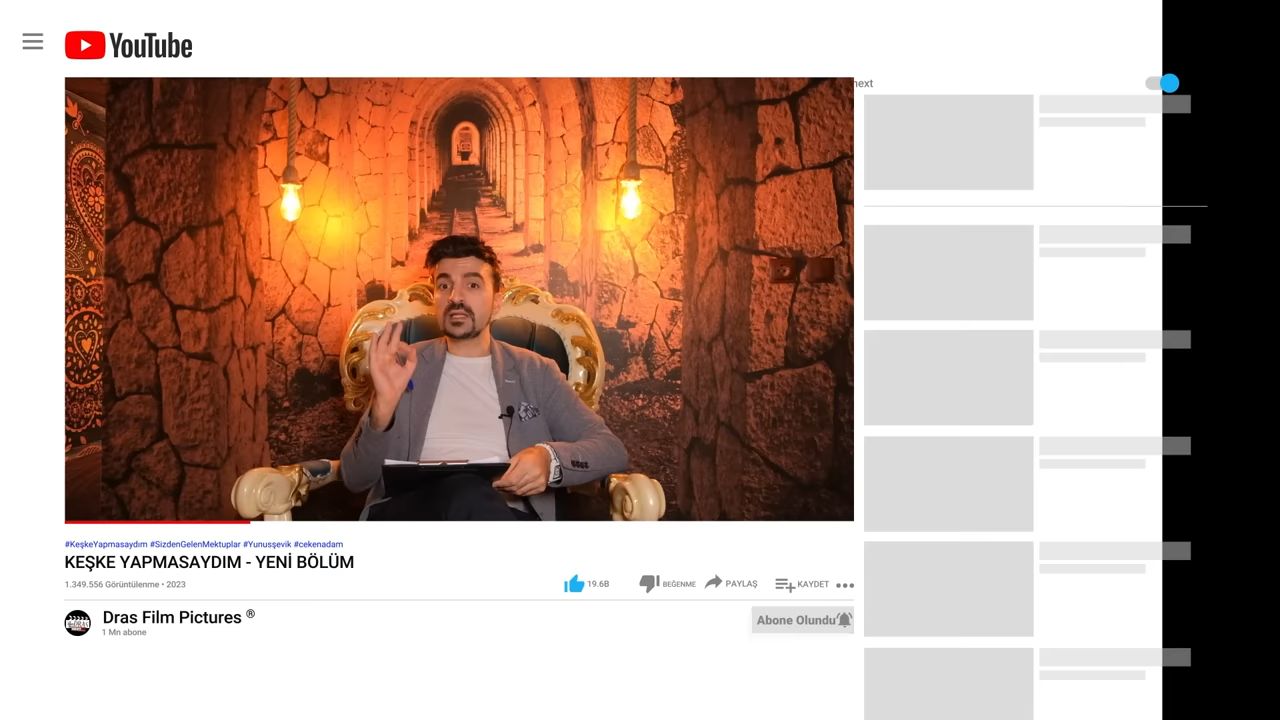 YouTube
next
#KeşkeYapmasaydım #SizdenGelenMektuplar #Yunusşevik #cekenadam
KEŞKE YAPMASAYDIM - YENİ BÖLÜM
1.349.556 Görüntülenme • 2023
19.6B
BEĞENME
PAYLAŞ
KAYDET
Dras Film Pictures ®
1 Mn abone
Abone Olundu